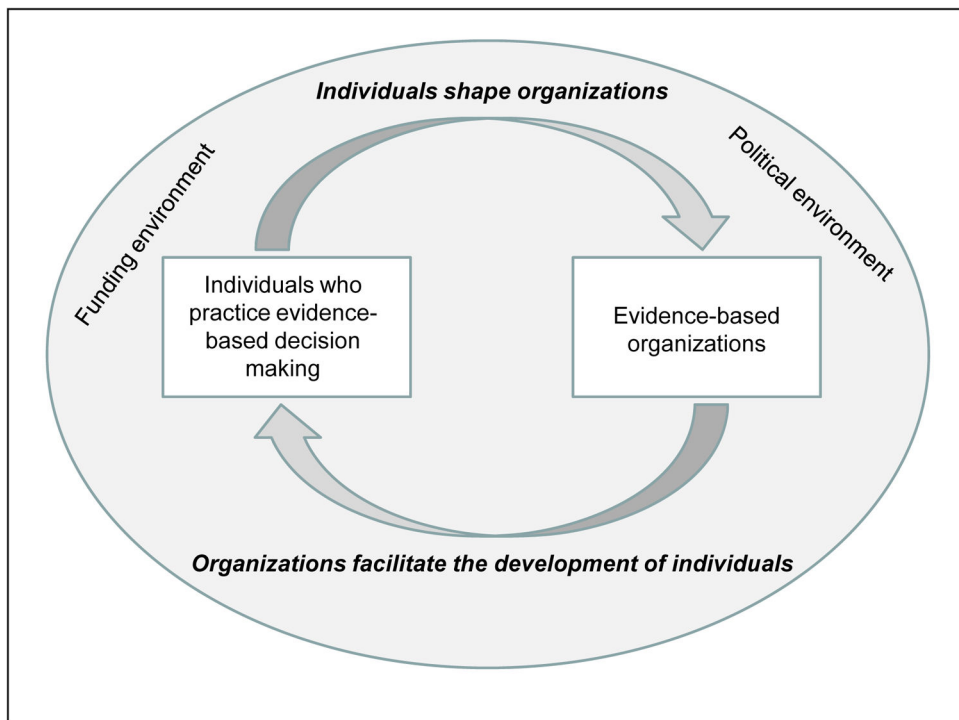 Individuals shape organizations
Funding environment
Political environment
Individuals who
practice evidence-
based decision
making
Evidence-based
organizations
Organizations facilitate the development of individuals